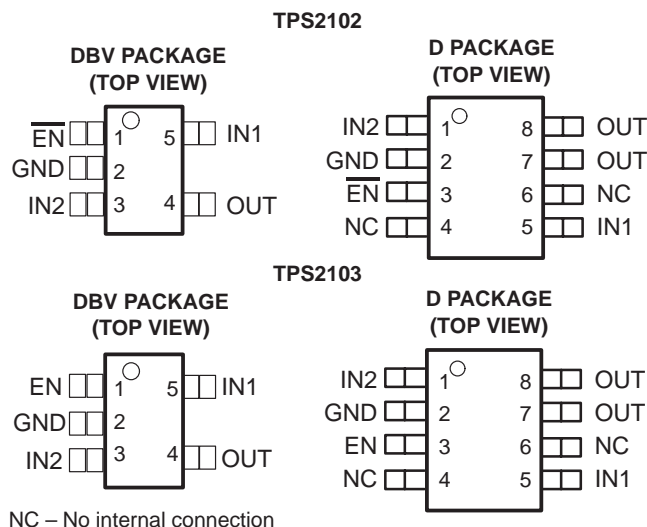 TPS2102
DBV PACKAGE
(TOP VIEW)
EN 1 5 IN1
GND 2
IN2 3 4 OUT
D PACKAGE
(TOP VIEW)
IN2 1 8 OUT
GND 2 7 OUT
EN 3 6 NC
NC 4 5 IN1
TPS2103
DBV PACKAGE
(TOP VIEW)
EN 1 5 IN1
GND 2
IN2 3 4 OUT
D PACKAGE
(TOP VIEW)
IN2 1 8 OUT
GND 2 7 OUT
EN 3 6 NC
NC 4 5 IN1
NC – No internal connection